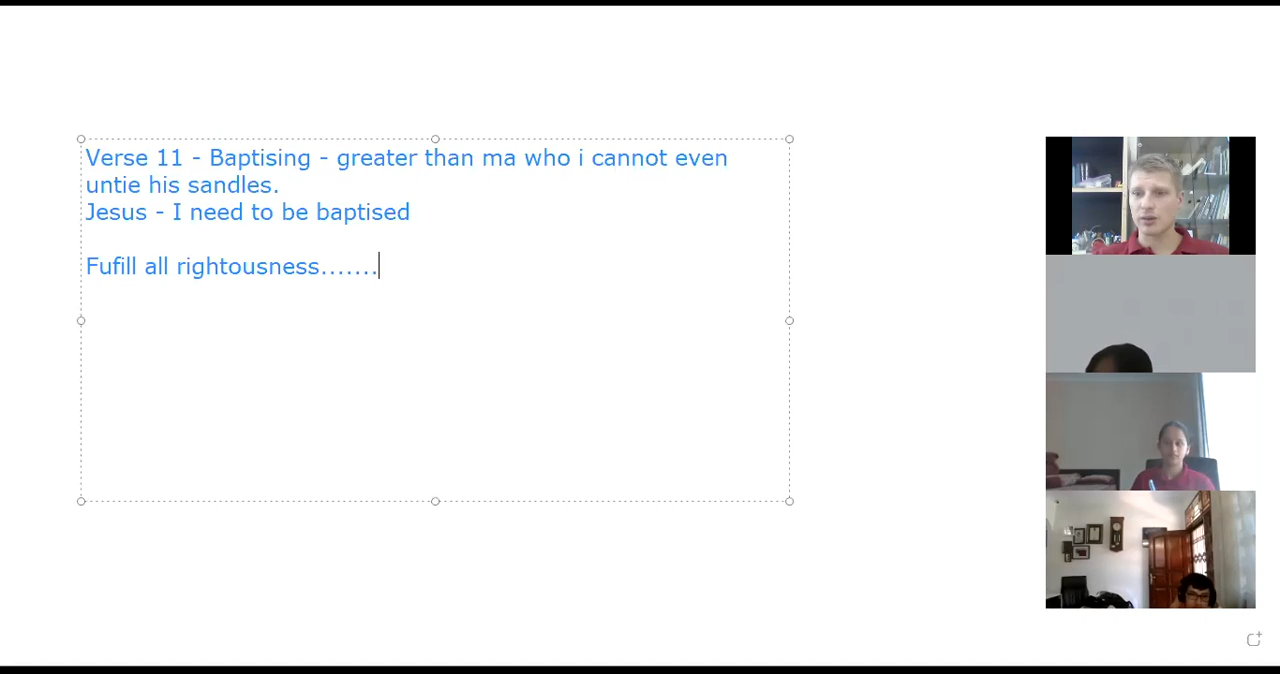 Verse 11 - Baptising - greater than ma who i cannot even
untie his sandles.
Jesus - I need to be baptised
Fufill all rightousness.......